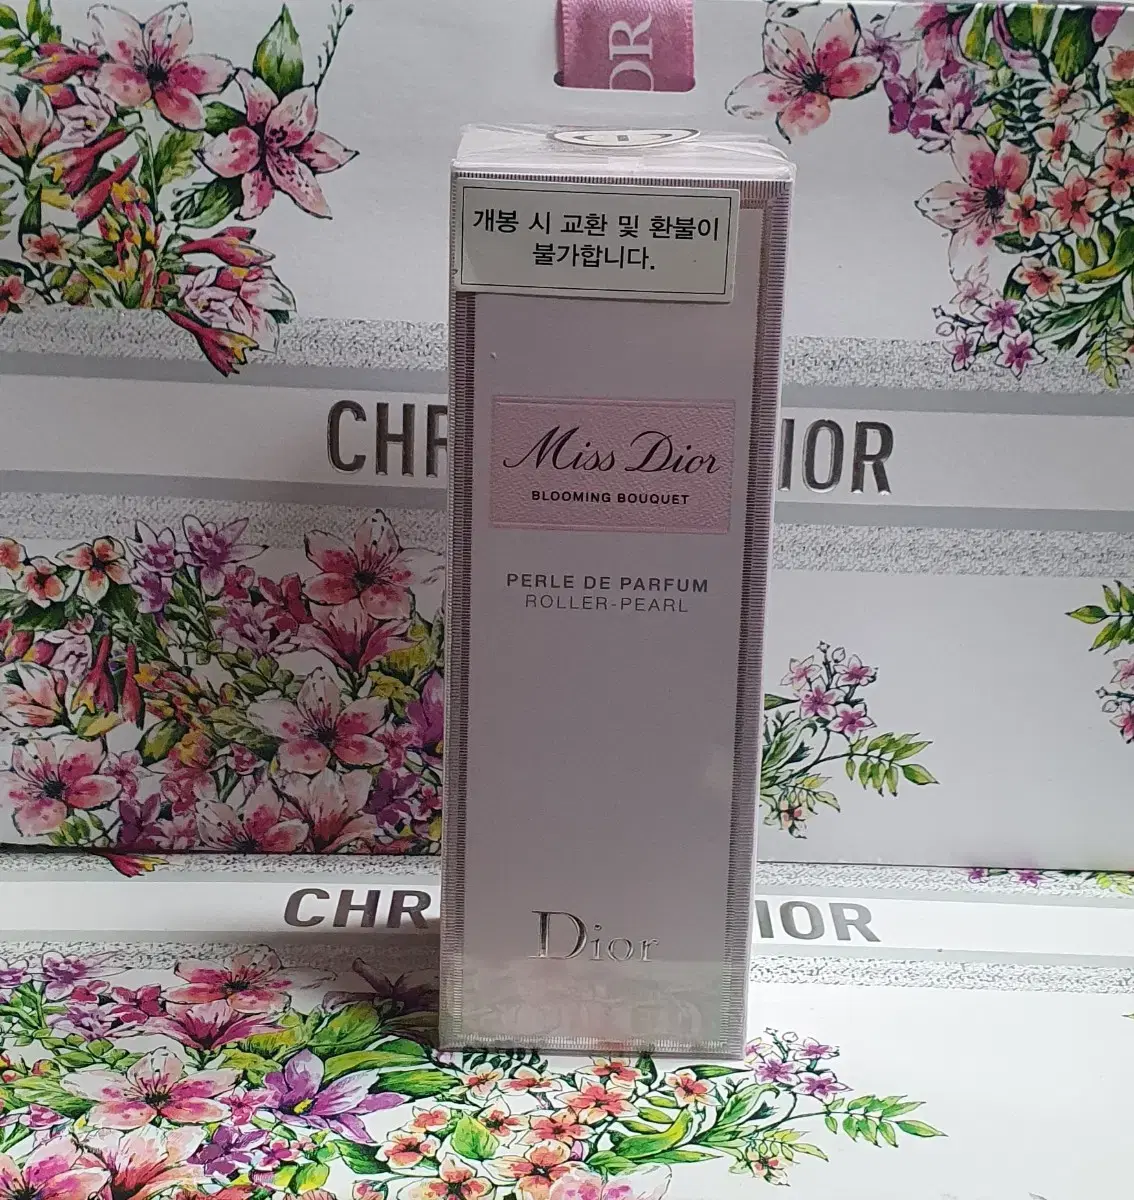 DIOR
개봉 시 교환 및 환불이
불가합니다.
CHR IOR
Miss Dior
BLOOMING BOUQUET
PERLE DE PARFUM
ROLLER-PEARL
CHR IOR
Dior